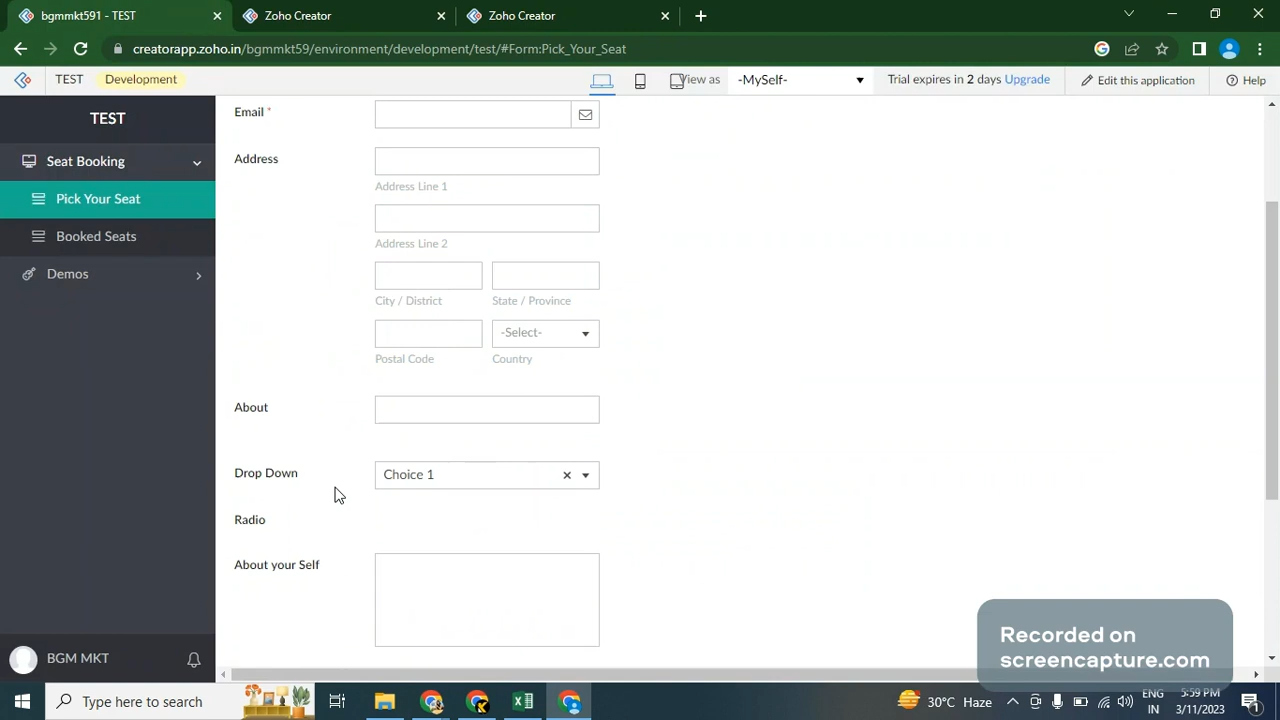 bgmmkt591 - TEST
Zoho Creator
Zoho Creator
creatorapp.zoho.in/bgmmkt59/environment/development/test/#Form:Pick_Your_Seat
TEST
Development
View as
-MySelf-
Trial expires in 2 days Upgrade
Edit this application
Help
TEST
Seat Booking
Pick Your Seat
Booked Seats
Demos
BGM MKT
Email *
Address
Address Line 1
Address Line 2
City / District
State / Province
-Select-
Postal Code
Country
About
Drop Down
Choice 1
Radio
About your Self
Recorded on
screencapture.com
Type here to search
30°C Haze
ENG
IN
5:59 PM
3/11/2023
1